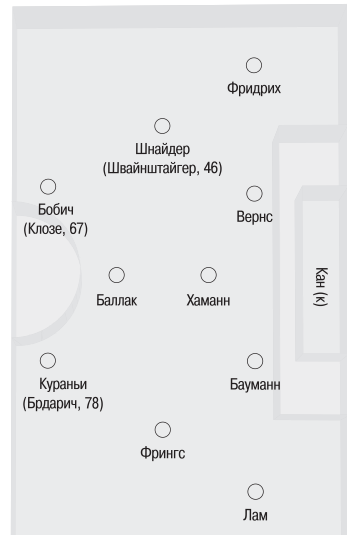 Фридрих
Шнайдер
(Швайнштайгер, 46)
Бобич
(Клозе, 67)
Вернс
Баллак
Хаманн
Кан (к)
Кураньи
(Брдарич, 78)
Бауманн
Фрингс
Лам